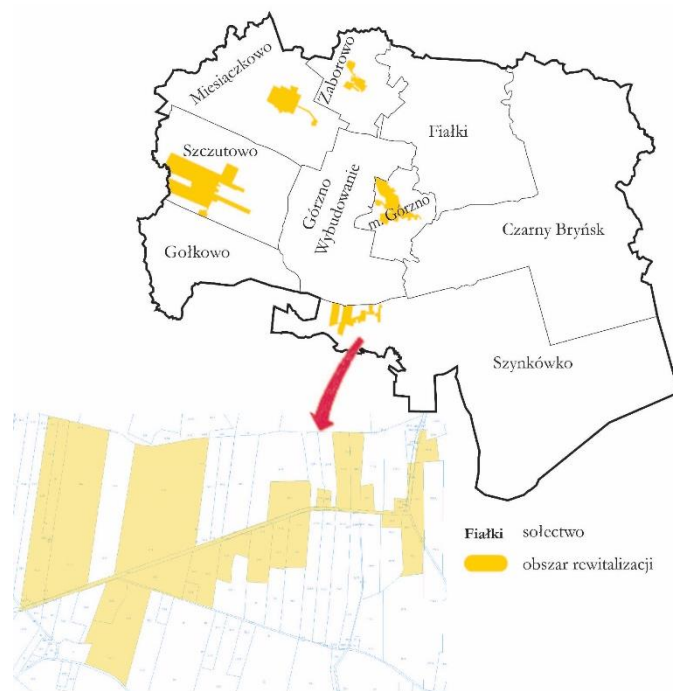 Miesiączkowo
Zaborowo
Fiałki
Szczutowo
Górzno
Wybudowanie
m. Górzno
Czarny Bryńsk
Gołkowo
Szynkówko
Fiałki sołectwo
obszar rewitalizacji